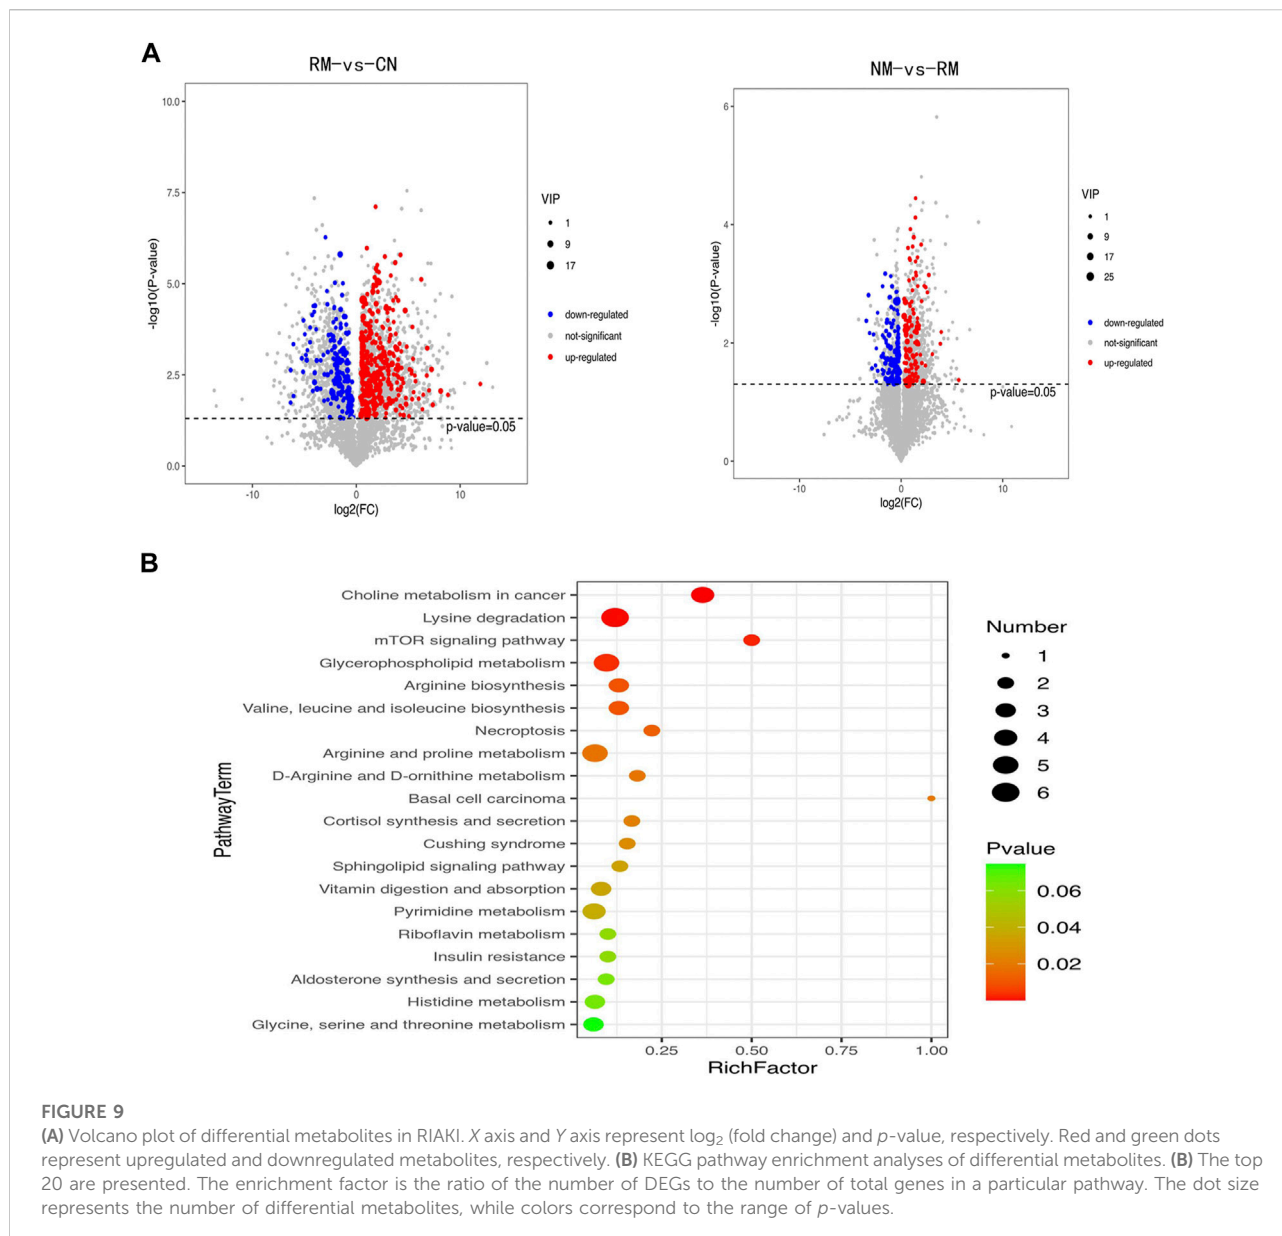 A
RM-vs-CN
10.0
7.5
5.0
2.5
0.0
-log10(P-value)
-10
0
10
log2(FC)
p-value=0.05
VIP
1
9
17
down-regulated
not-significant
up-regulated
NM-vs-RM
6
4
2
0
-log10(P-value)
-10
0
10
log2(FC)
p-value=0.05
VIP
1
9
17
25
down-regulated
not-significant
up-regulated
B
PathwayTerm
Choline metabolism in cancer
Lysine degradation
mTOR signaling pathway
Glycerophospholipid metabolism
Arginine biosynthesis
Valine, leucine and isoleucine biosynthesis
Necroptosis
Arginine and proline metabolism
D-Arginine and D-ornithine metabolism
Basal cell carcinoma
Cortisol synthesis and secretion
Cushing syndrome
Sphingolipid signaling pathway
Vitamin digestion and absorption
Pyrimidine metabolism
Riboflavin metabolism
Insulin resistance
Aldosterone synthesis and secretion
Histidine metabolism
Glycine, serine and threonine metabolism
0.25
0.50
0.75
1.00
RichFactor
Number
1
2
3
4
5
6
Pvalue
0.06
0.04
0.02
FIGURE 9
(A) Volcano plot of differential metabolites in RIAKI. X axis and Y axis represent log2 (fold change) and p-value, respectively. Red and green dots
represent upregulated and downregulated metabolites, respectively. (B) KEGG pathway enrichment analyses of differential metabolites. (B) The top
20 are presented. The enrichment factor is the ratio of the number of DEGs to the number of total genes in a particular pathway. The dot size
represents the number of differential metabolites, while colors correspond to the range of p-values.